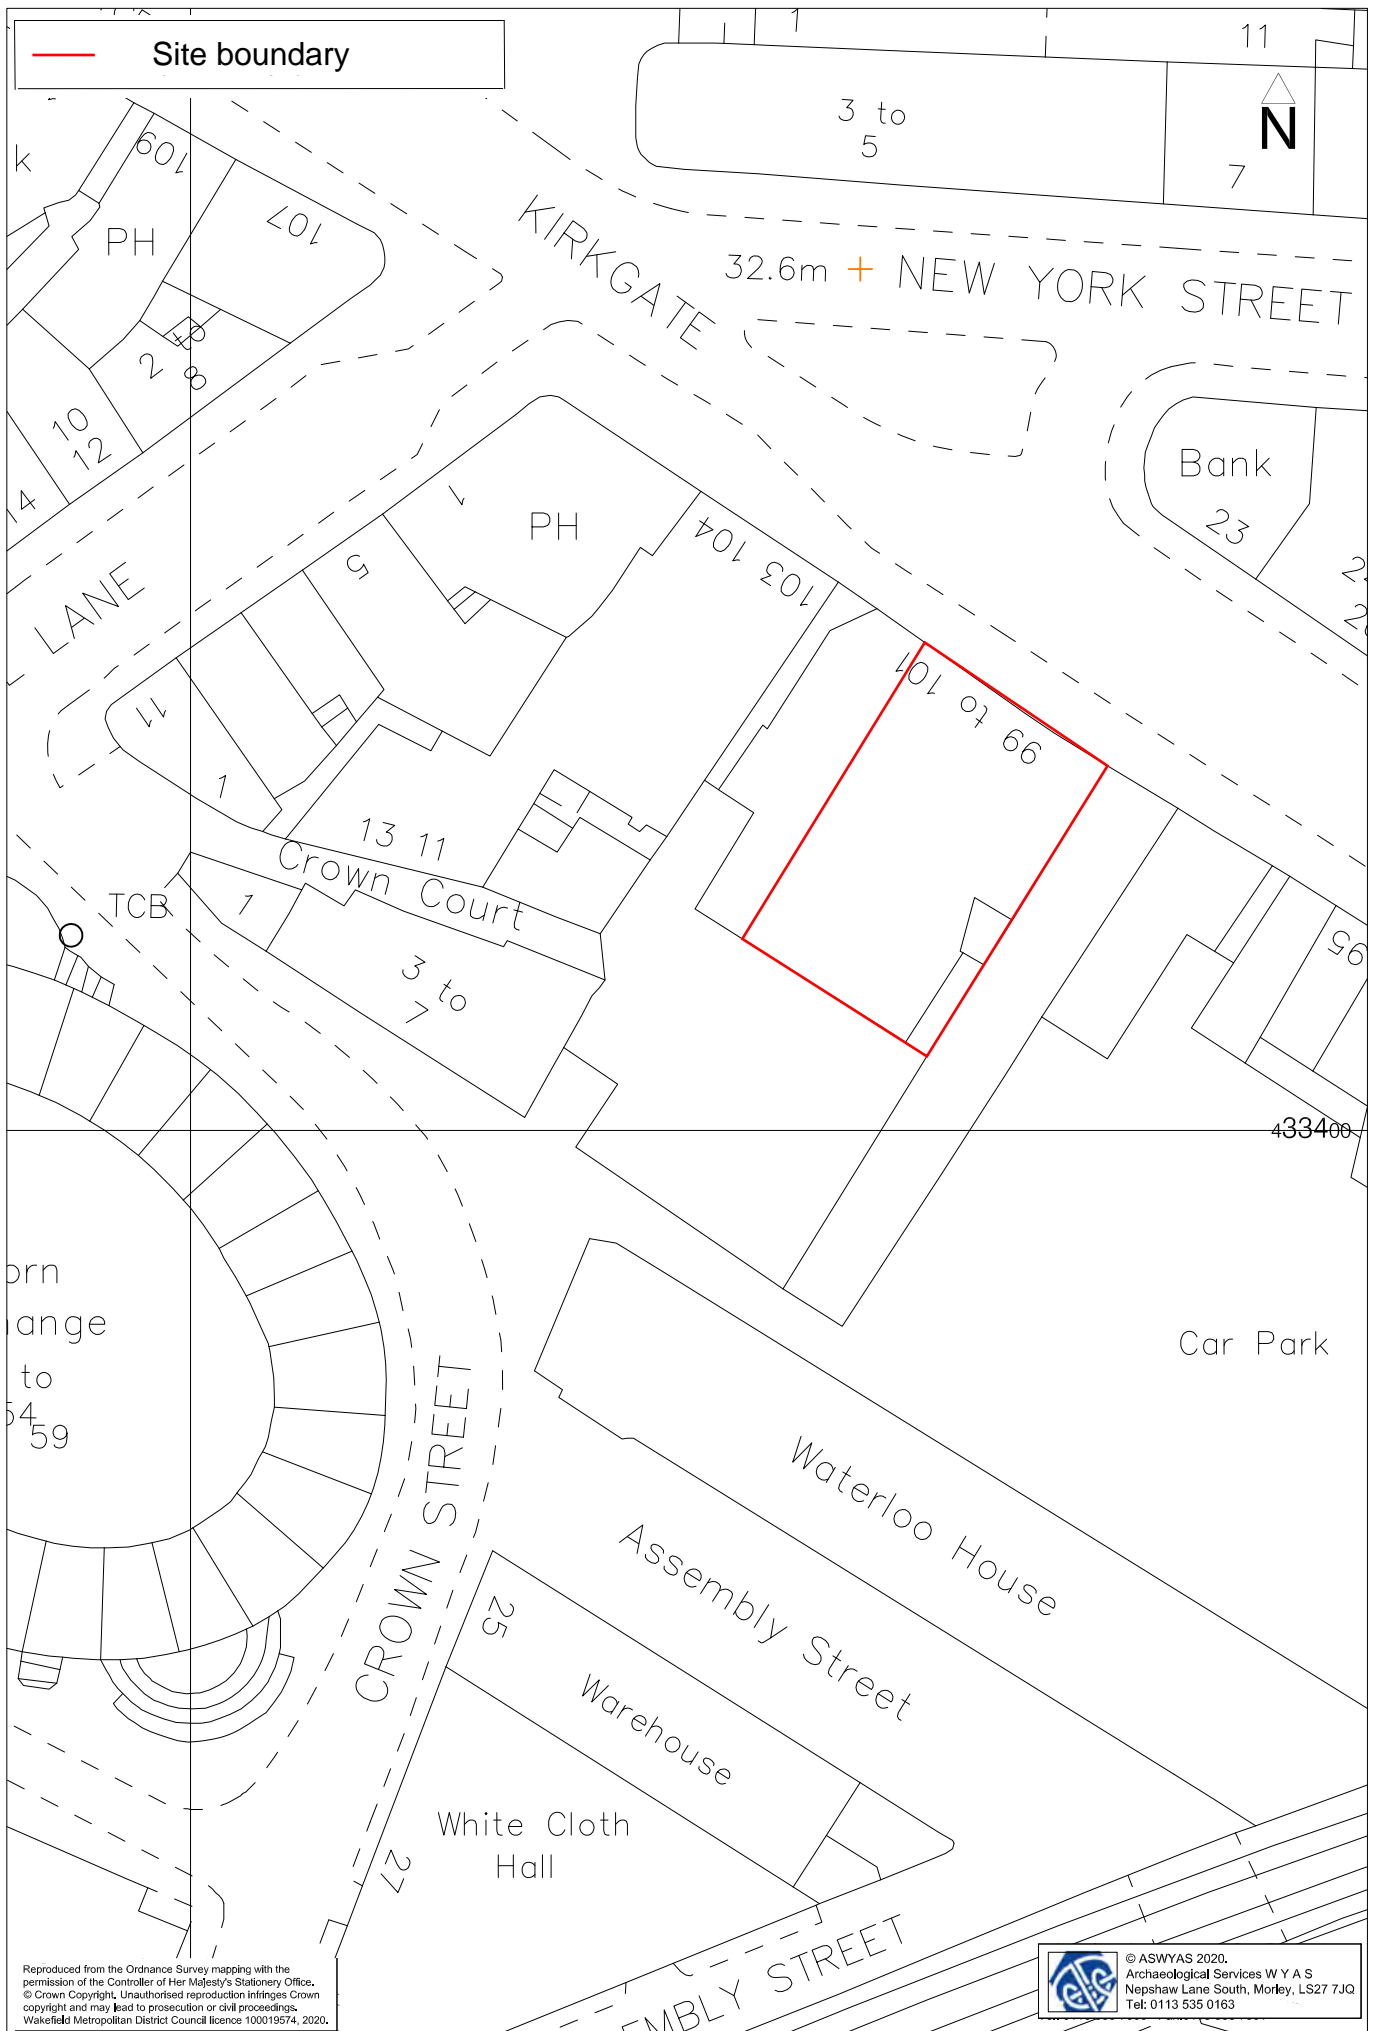 Site boundary
1
11
N
3 to
5
7
109
k
PH
107
KIRKGATE
32.6m
NEW YORK STREET
2 to 8
10
12
14
Bank
23
1
PH
104
103
5
LANE
11
1
99 to 101
13 11
Crown Court
TCB
1
3 to
7
95
433400
orn
ange
to
54
59
Car Park
CROWN STREET
Waterloo House
Assembly Street
25
Warehouse
White Cloth
Hall
27
EMBLY STREET
Reproduced from the Ordnance Survey mapping with the
permission of the Controller of Her Majesty's Stationery Office.
© Crown Copyright. Unauthorised reproduction infringes Crown
copyright and may lead to prosecution or civil proceedings.
Wakefield Metropolitan District Council licence 100019574, 2020.
© ASWYAS 2020.
Archaeological Services W Y A S
Nepshaw Lane South, Morley, LS27 7JQ
Tel: 0113 535 0163